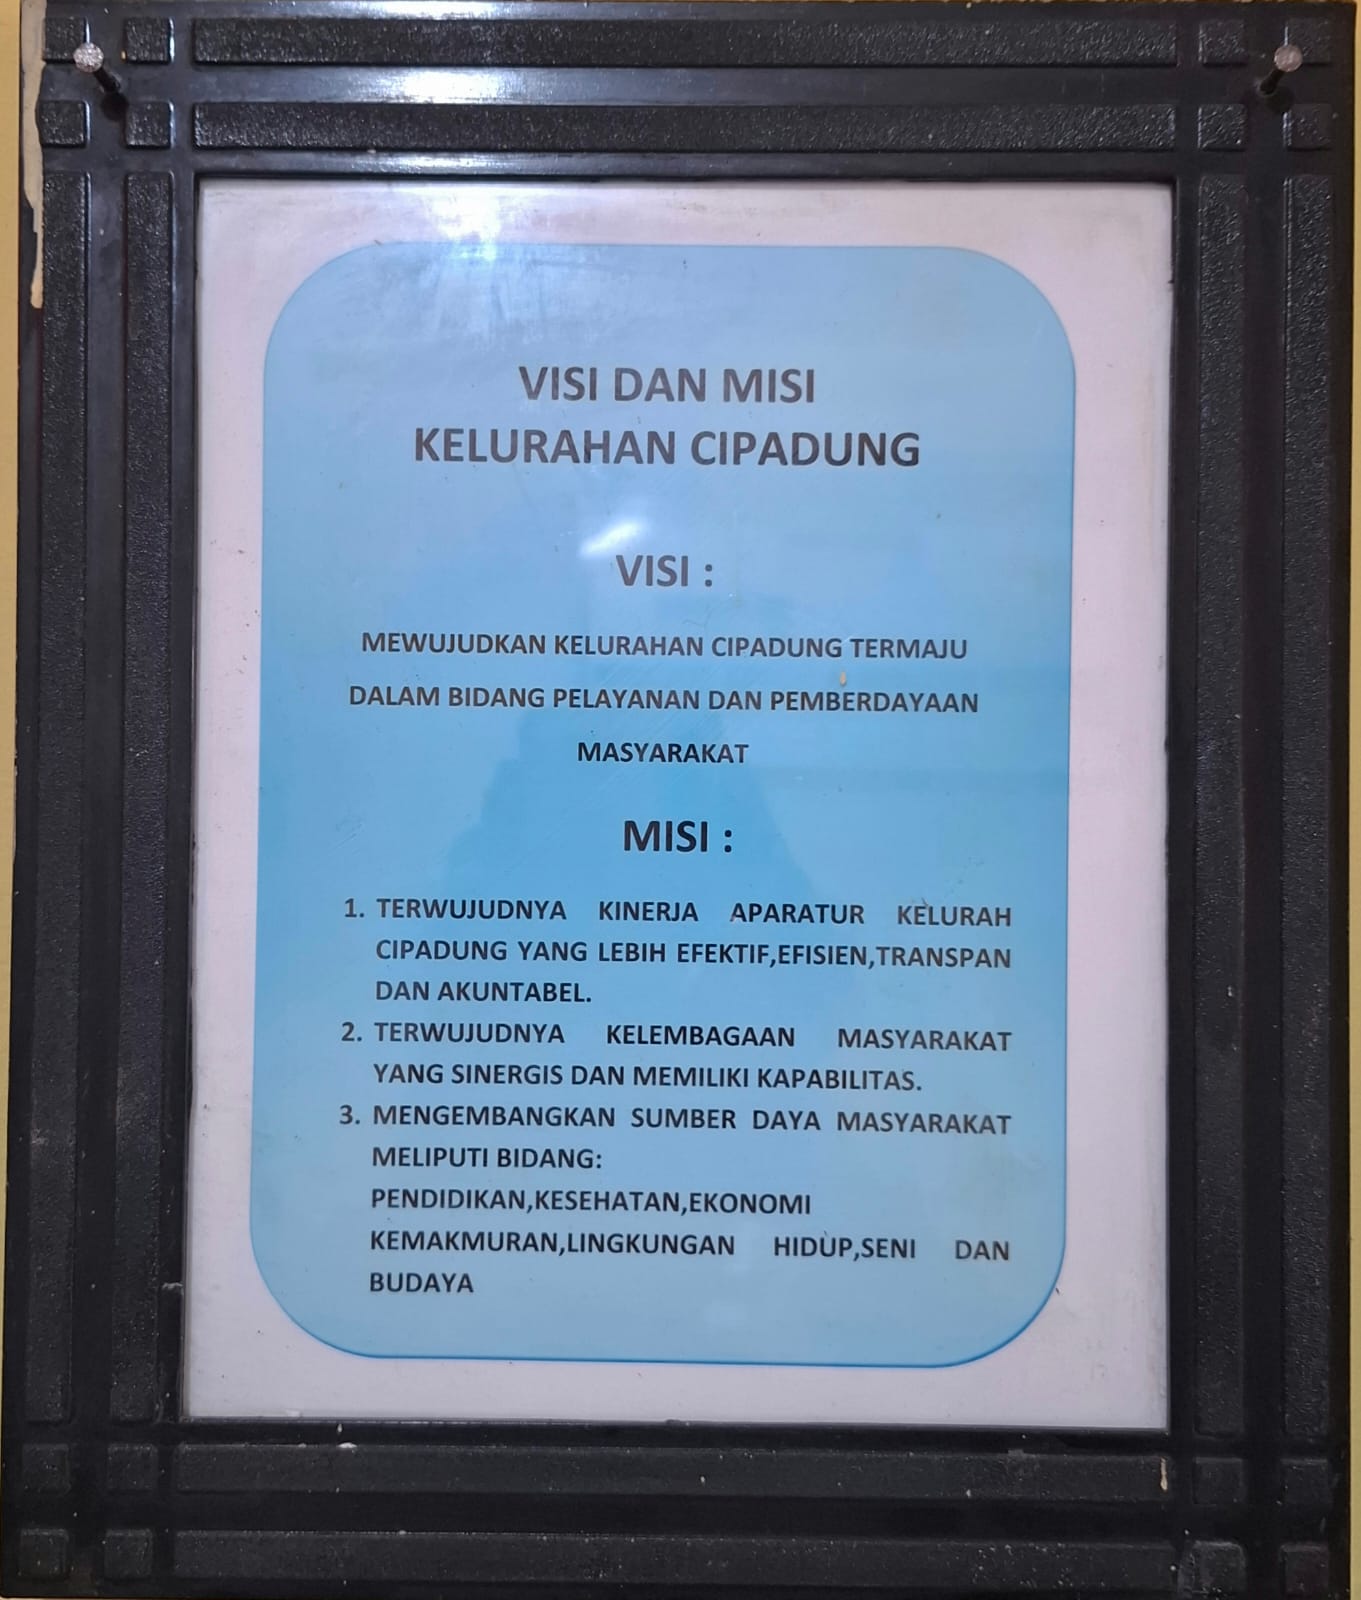 VISI DAN MISI
KELURAHAN CIPADUNG
VISI :
MEWUJUDKAN KELURAHAN CIPADUNG TERMAJU
DALAM BIDANG PELAYANAN DAN PEMBERDAYAAN
MASYARAKAT
MISI :
1. TERWUJUDNYA KINERJA APARATUR KELURAH
CIPADUNG YANG LEBIH EFEKTIF,EFISIEN,TRANSPAN
DAN AKUNTABEL.
2. TERWUJUDNYA KELEMBAGAAN MASYARAKAT
YANG SINERGIS DAN MEMILIKI KAPABILITAS.
3. MENGEMBANGKAN SUMBER DAYA MASYARAKAT
MELIPUTI BIDANG:
PENDIDIKAN,KESEHATAN,EKONOMI
KEMAKMURAN,LINGKUNGAN HIDUP,SENI DAN
BUDAYA